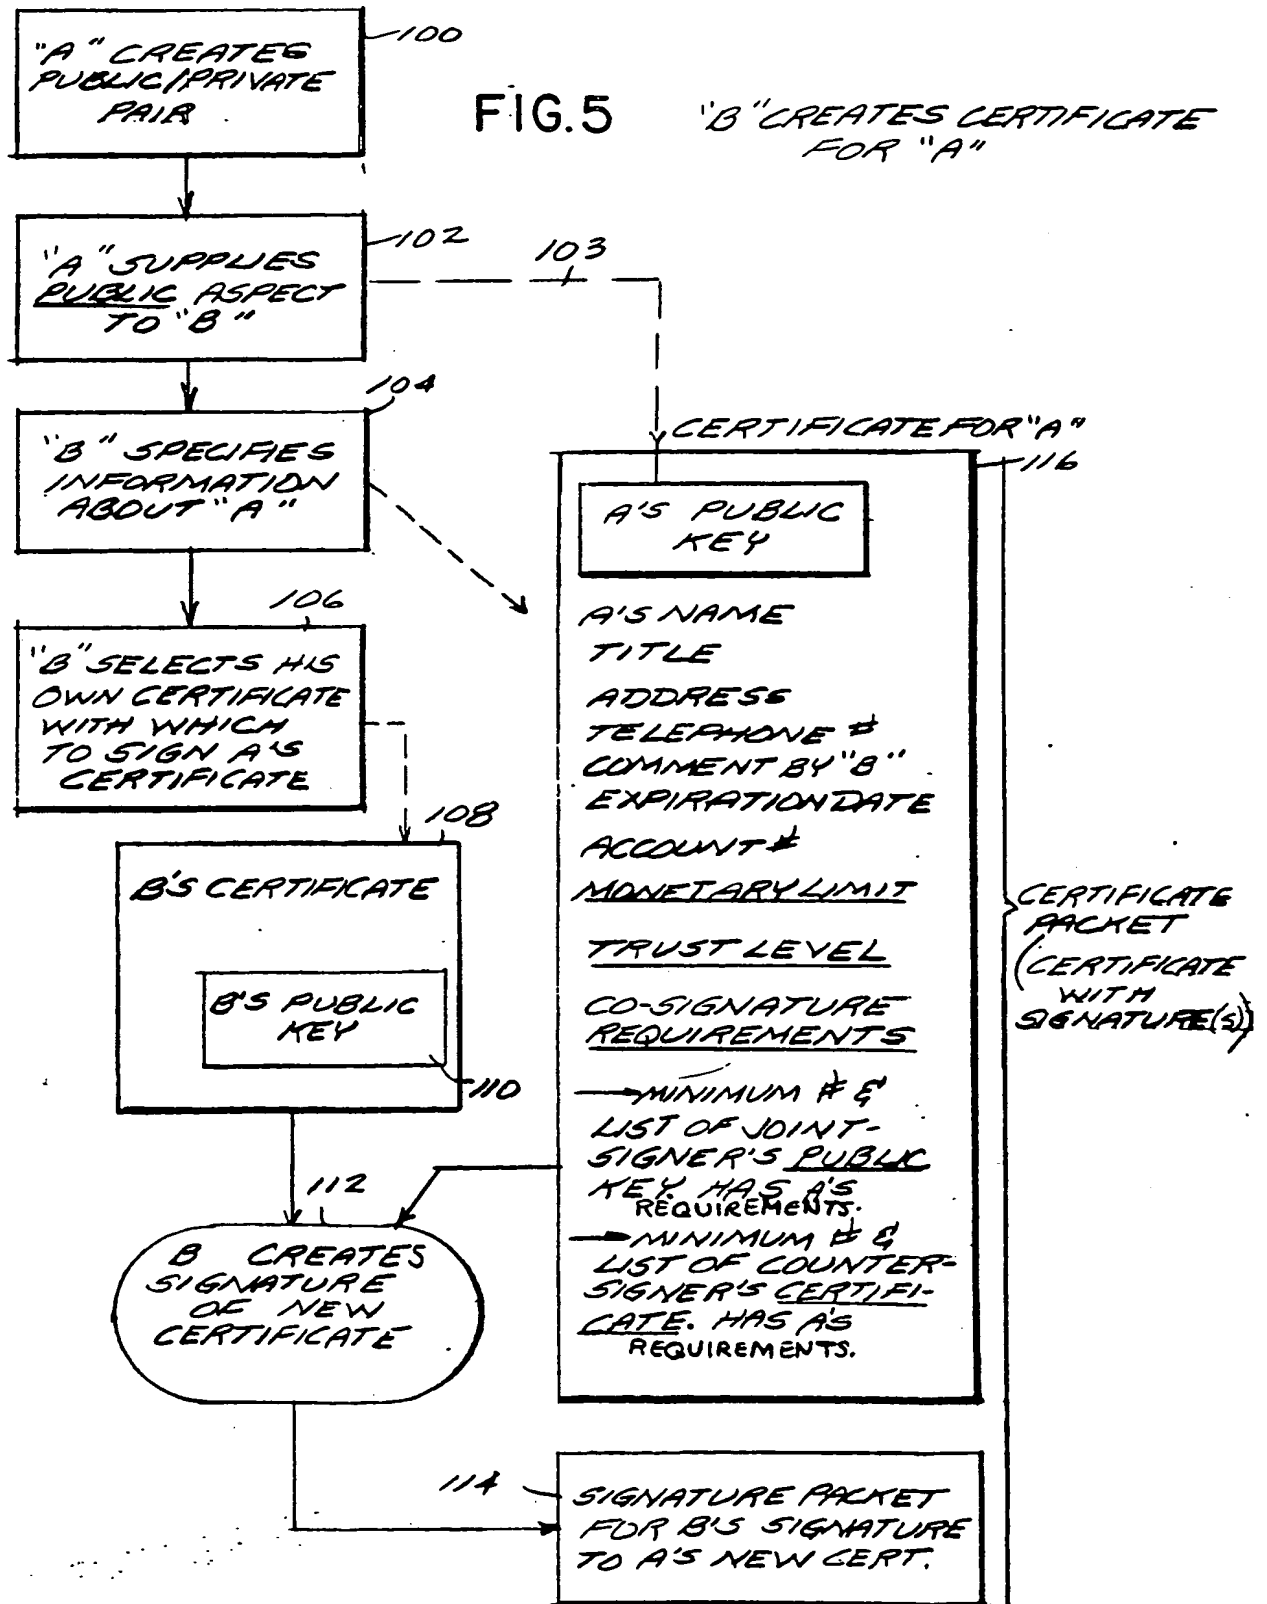 "A" CREATES
PUBLIC/PRIVATE
PAIR
100
FIG.5
"B" CREATES CERTIFICATE
FOR "A"
"A" SUPPLIES
PUBLIC ASPECT
TO "B"
102
103
104
"B" SPECIFIES
INFORMATION
ABOUT "A"
106
"B" SELECTS HIS
OWN CERTIFICATE
WITH WHICH
TO SIGN A'S
CERTIFICATE
108
B'S CERTIFICATE
B'S PUBLIC
KEY
110
112
B CREATES
SIGNATURE
OF NEW
CERTIFICATE
CERTIFICATE FOR "A"
116
A'S PUBLIC
KEY
A'S NAME
TITLE
ADDRESS
TELEPHONE #
COMMENT BY "B"
EXPIRATION DATE
ACCOUNT #
MONETARY LIMIT
TRUST LEVEL
CO-SIGNATURE
REQUIREMENTS
→MINIMUM # &
LIST OF JOINT-
SIGNER'S PUBLIC
KEY. HAS A'S
REQUIREMENTS.
→MINIMUM # &
LIST OF COUNTER-
SIGNER'S CERTIFI-
CATE. HAS A'S
REQUIREMENTS.
CERTIFICATE
PACKET
(CERTIFICATE
WITH
SIGNATURE(S))
114
SIGNATURE PACKET
FOR B'S SIGNATURE
TO A'S NEW CERT.